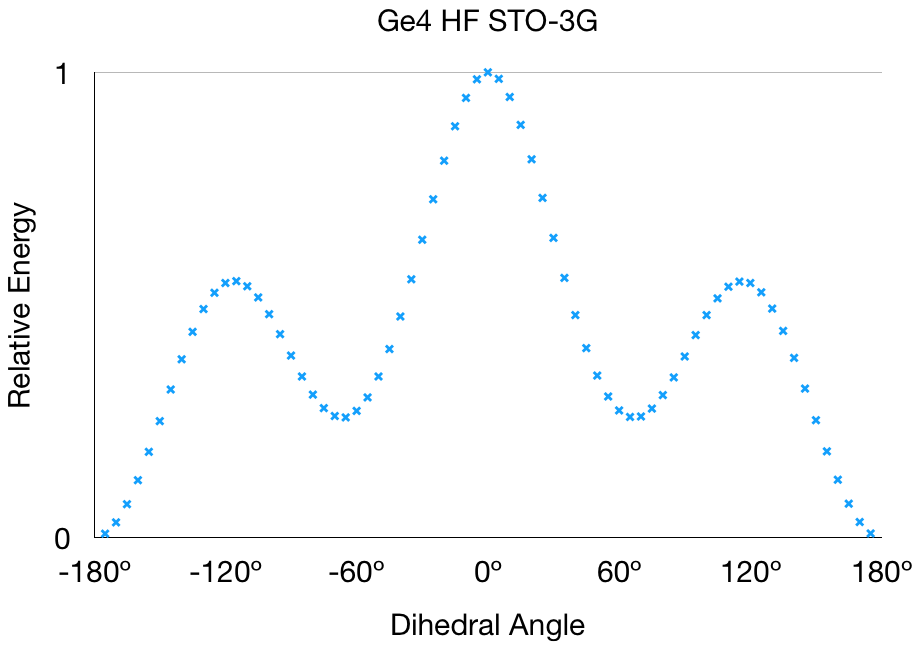 Ge4 HF STO-3G
1
Relative Energy
0
-180º -120º -60º 0º 60º 120º 180º
Dihedral Angle